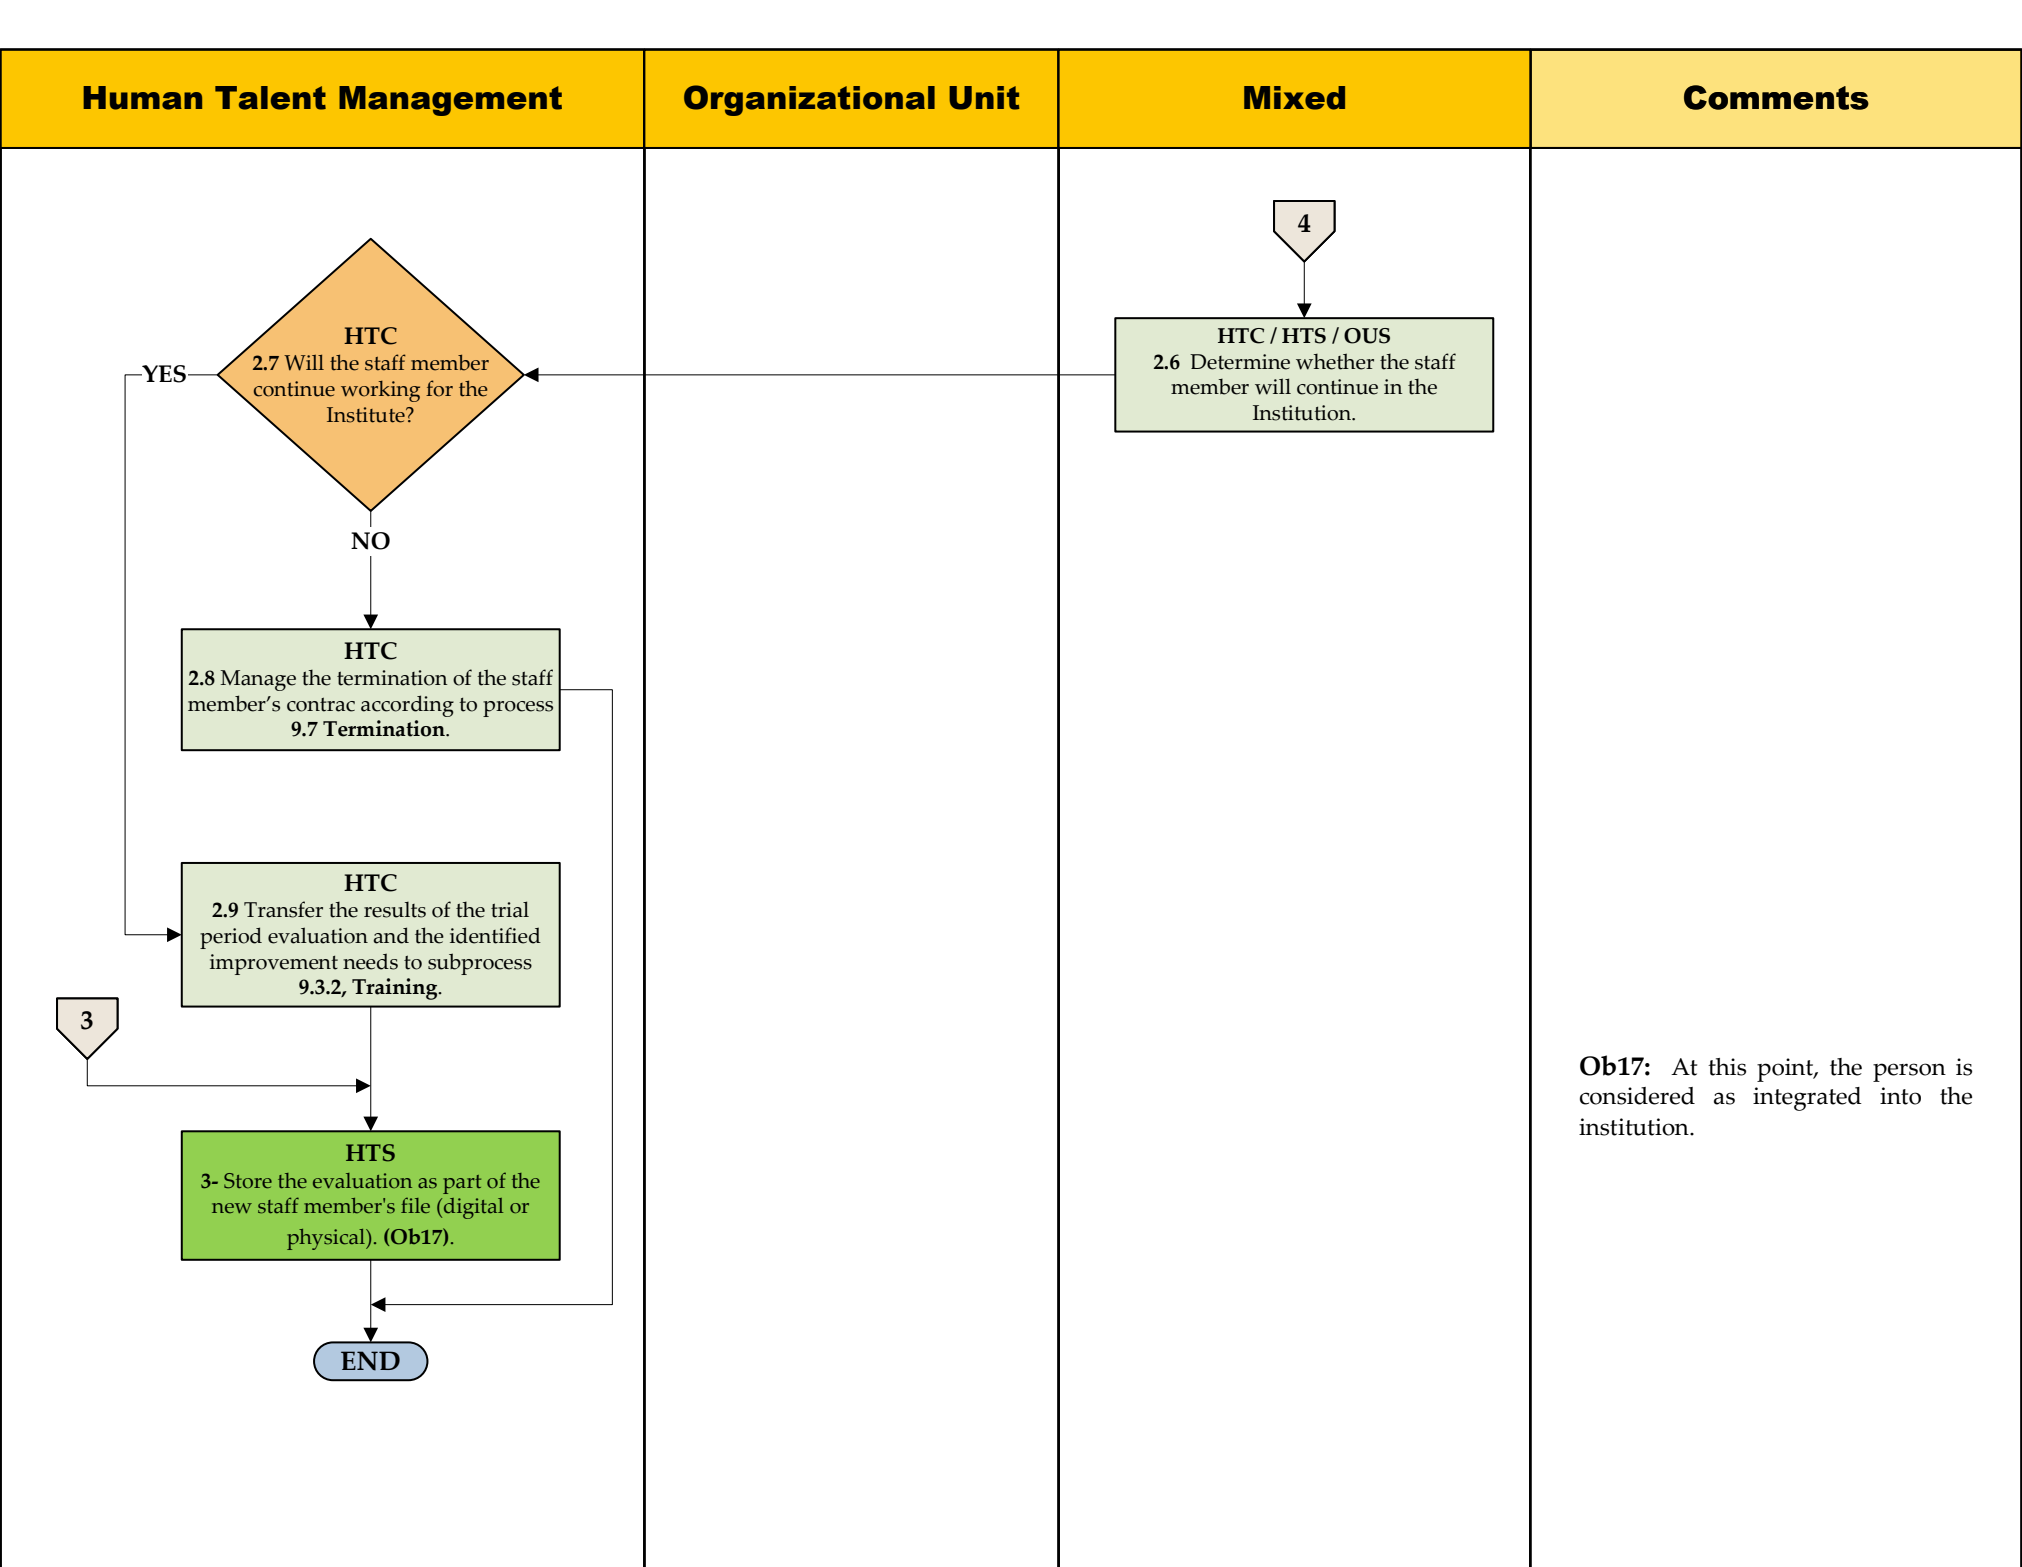 Human Talent Management
Organizational Unit
Mixed
Comments
4
HTC / HTS / OUS
2.6 Determine whether the staff
member will continue in the
Institution.
HTC
2.7 Will the staff member
continue working for the
Institute?
YES
NO
HTC
2.8 Manage the termination of the staff
member’s contrac according to process
9.7 Termination.
HTC
2.9 Transfer the results of the trial
period evaluation and the identified
improvement needs to subprocess
9.3.2, Training.
3
HTS
3- Store the evaluation as part of the
new staff member's file (digital or
physical). (Ob17).
END
Ob17: At this point, the person is
considered as integrated into the
institution.